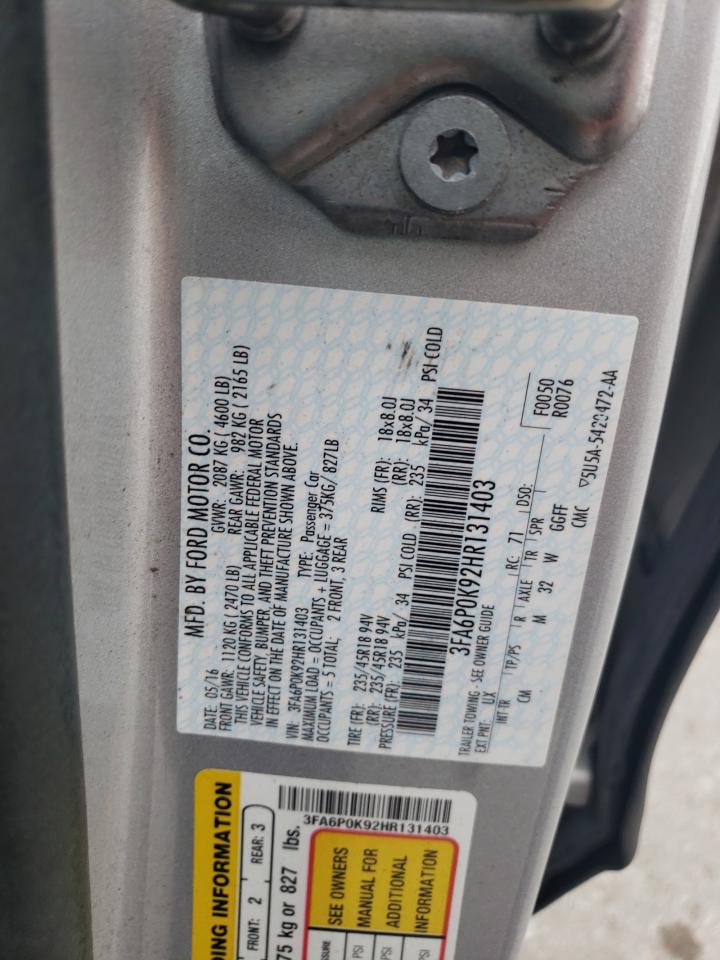 MFD. BY FORD MOTOR CO.
DATE: 05/16 GVWR: 2087 KG ( 4600 LB)
FRONT GAWR: 1120 KG ( 2470 LB) REAR GAWR: 982 KG ( 2165 LB)
THIS VEHICLE CONFORMS TO ALL APPLICABLE FEDERAL MOTOR
VEHICLE SAFETY, BUMPER, AND THEFT PREVENTION STANDARDS
IN EFFECT ON THE DATE OF MANUFACTURE SHOWN ABOVE.
VIN: 3FA6P0K92HR131403 TYPE: Passenger Car
MAXIMUM LOAD = OCCUPANTS + LUGGAGE = 375KG/ 827LB
OCCUPANTS = 5 TOTAL: 2 FRONT, 3 REAR
TIRE (FR): 235/45R18 94V RIMS (FR): 18x8.0J
(RR): 235/45R18 94V (RR): 18x8.0J
PRESSURE (FR): 235 kPa/ 34 PSI COLD (RR): 235 kPa/ 34 PSI COLD
3FA6P0K92HR131403
TRAILER TOWING- SEE OWNER GUIDE
EXT PNT: UX RC: 71 DSO: F0050
R0076
INT TR TP/PS R AXLE TR SPR
CM M 32 W GGFF
CMC ▽5U5A-5420472-AA
3FA6P0K92HR131403
DING INFORMATION
FRONT: 2 REAR: 3
75 kg or 827 lbs.
SEE OWNERS
MANUAL FOR
ADDITIONAL
INFORMATION
SSURE
PSI
PSI
PSI